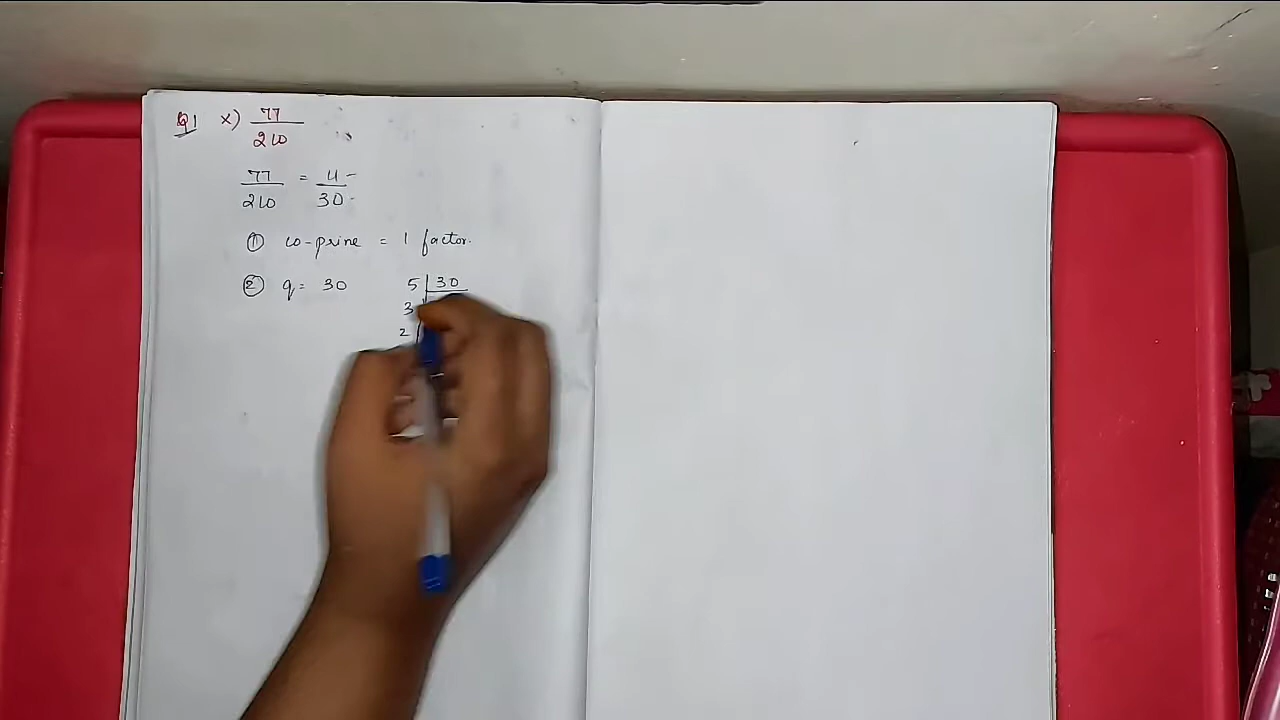 Q1 x) 77/210
77/210 = 11/30
① co-prime = 1 factor.
② q = 30 5 | 30
3
2